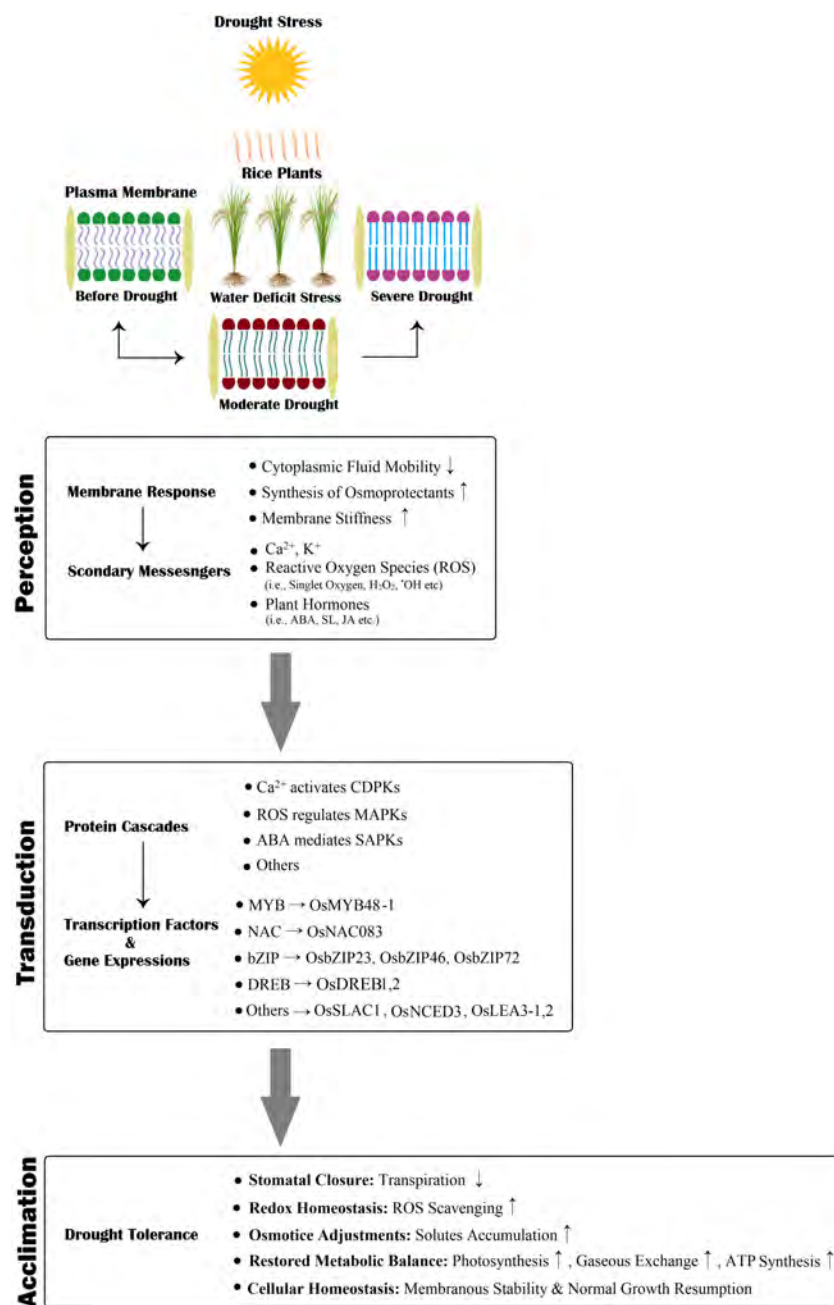 Drought Stress
Rice Plants
Plasma Membrane
Before Drought
Water Deficit Stress
Severe Drought
Moderate Drought
Perception
Membrane Response
• Cytoplasmic Fluid Mobility ↓
• Synthesis of Osmoprotectants ↑
• Membrane Stiffness ↑
Scondary Messesngers
• Ca²⁺, K⁺
• Reactive Oxygen Species (ROS)
(i.e., Singlet Oxygen, H₂O₂, ˙OH etc)
• Plant Hormones
(i.e., ABA, SL, JA etc.)
Transduction
Protein Cascades
• Ca²⁺ activates CDPKs
• ROS regulates MAPKs
• ABA mediates SAPKs
• Others
Transcription Factors
&
Gene Expressions
• MYB → OsMYB48-1
• NAC → OsNAC083
• bZIP → OsbZIP23, OsbZIP46, OsbZIP72
• DREB → OsDREB1,2
• Others → OsSLAC1, OsNCED3, OsLEA3-1,2
Acclimation
Drought Tolerance
• Stomatal Closure: Transpiration ↓
• Redox Homeostasis: ROS Scavenging ↑
• Osmotice Adjustments: Solutes Accumulation ↑
• Restored Metabolic Balance: Photosynthesis ↑, Gaseous Exchange ↑, ATP Synthesis ↑
• Cellular Homeostasis: Membranous Stability & Normal Growth Resumption